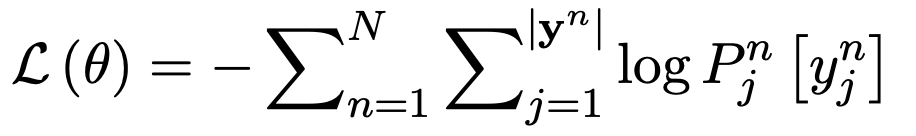 $\mathcal{L}(\theta) = -\sum_{n=1}^{N} \sum_{j=1}^{|\mathbf{y}^n|} \log P_j^n \left[ y_j^n \right]$